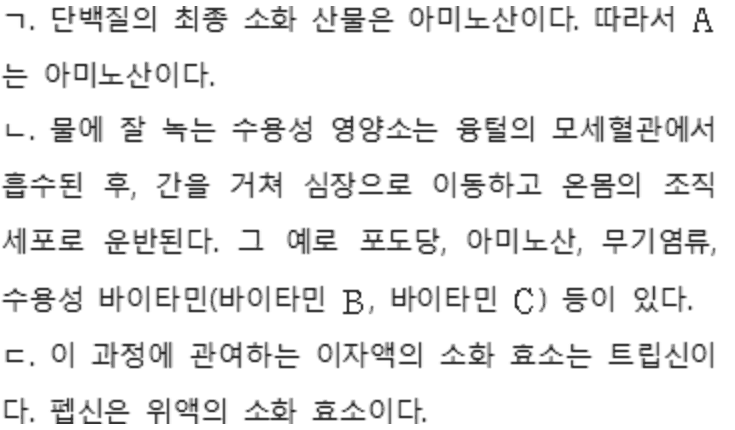 ㄱ. 단백질의 최종 소화 산물은 아미노산이다. 따라서 A
는 아미노산이다.
ㄴ. 물에 잘 녹는 수용성 영양소는 융털의 모세혈관에서
흡수된 후, 간을 거쳐 심장으로 이동하고 온몸의 조직
세포로 운반된다. 그 예로 포도당, 아미노산, 무기염류,
수용성 바이타민(바이타민 B, 바이타민 C) 등이 있다.
ㄷ. 이 과정에 관여하는 이자액의 소화 효소는 트립신이
다. 펩신은 위액의 소화 효소이다.